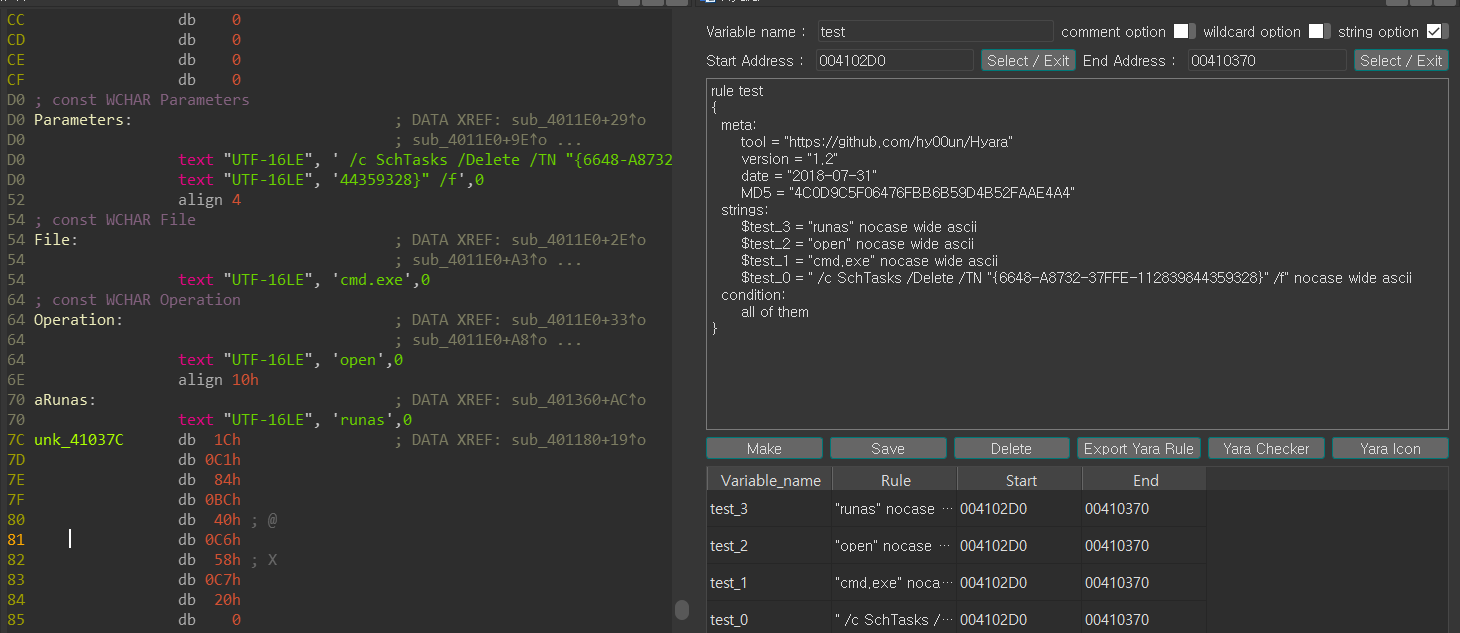 CC db 0
CD db 0
CE db 0
CF db 0
D0 ; const WCHAR Parameters
D0 Parameters: ; DATA XREF: sub_4011E0+29↑o
D0 ; sub_4011E0+9E↑o ...
D0 text "UTF-16LE", ' /c SchTasks /Delete /TN "{6648-A8732
D0 text "UTF-16LE", '44359328}" /f',0
52 align 4
54 ; const WCHAR File
54 File: ; DATA XREF: sub_4011E0+2E↑o
54 ; sub_4011E0+A3↑o ...
54 text "UTF-16LE", 'cmd.exe',0
64 ; const WCHAR Operation
64 Operation: ; DATA XREF: sub_4011E0+33↑o
64 ; sub_4011E0+A8↑o ...
64 text "UTF-16LE", 'open',0
6E align 10h
70 aRunas: ; DATA XREF: sub_401360+AC↑o
70 text "UTF-16LE", 'runas',0
7C unk_41037C db 1Ch ; DATA XREF: sub_401180+19↑o
7D db 0C1h
7E db 84h
7F db 0BCh
80 db 40h ; @
81 db 0C6h
82 db 58h ; X
83 db 0C7h
84 db 20h
85 db 0
Variable name : test comment option wildcard option string option
Start Address : 004102D0 Select / Exit End Address : 00410370 Select / Exit
rule test
{
meta:
tool = "https://github.com/hy00un/Hyara"
version = "1.2"
date = "2018-07-31"
MD5 = "4C0D9C5F06476FBB6B59D4B52FAAE4A4"
strings:
$test_3 = "runas" nocase wide ascii
$test_2 = "open" nocase wide ascii
$test_1 = "cmd.exe" nocase wide ascii
$test_0 = " /c SchTasks /Delete /TN "{6648-A8732-37FFE-112839844359328}" /f" nocase wide ascii
condition:
all of them
}
Make Save Delete Export Yara Rule Yara Checker Yara Icon
Variable_name Rule Start End
test_3 "runas" nocase ··· 004102D0 00410370
test_2 "open" nocase ··· 004102D0 00410370
test_1 "cmd.exe" noca··· 004102D0 00410370
test_0 " /c SchTasks /··· 004102D0 00410370